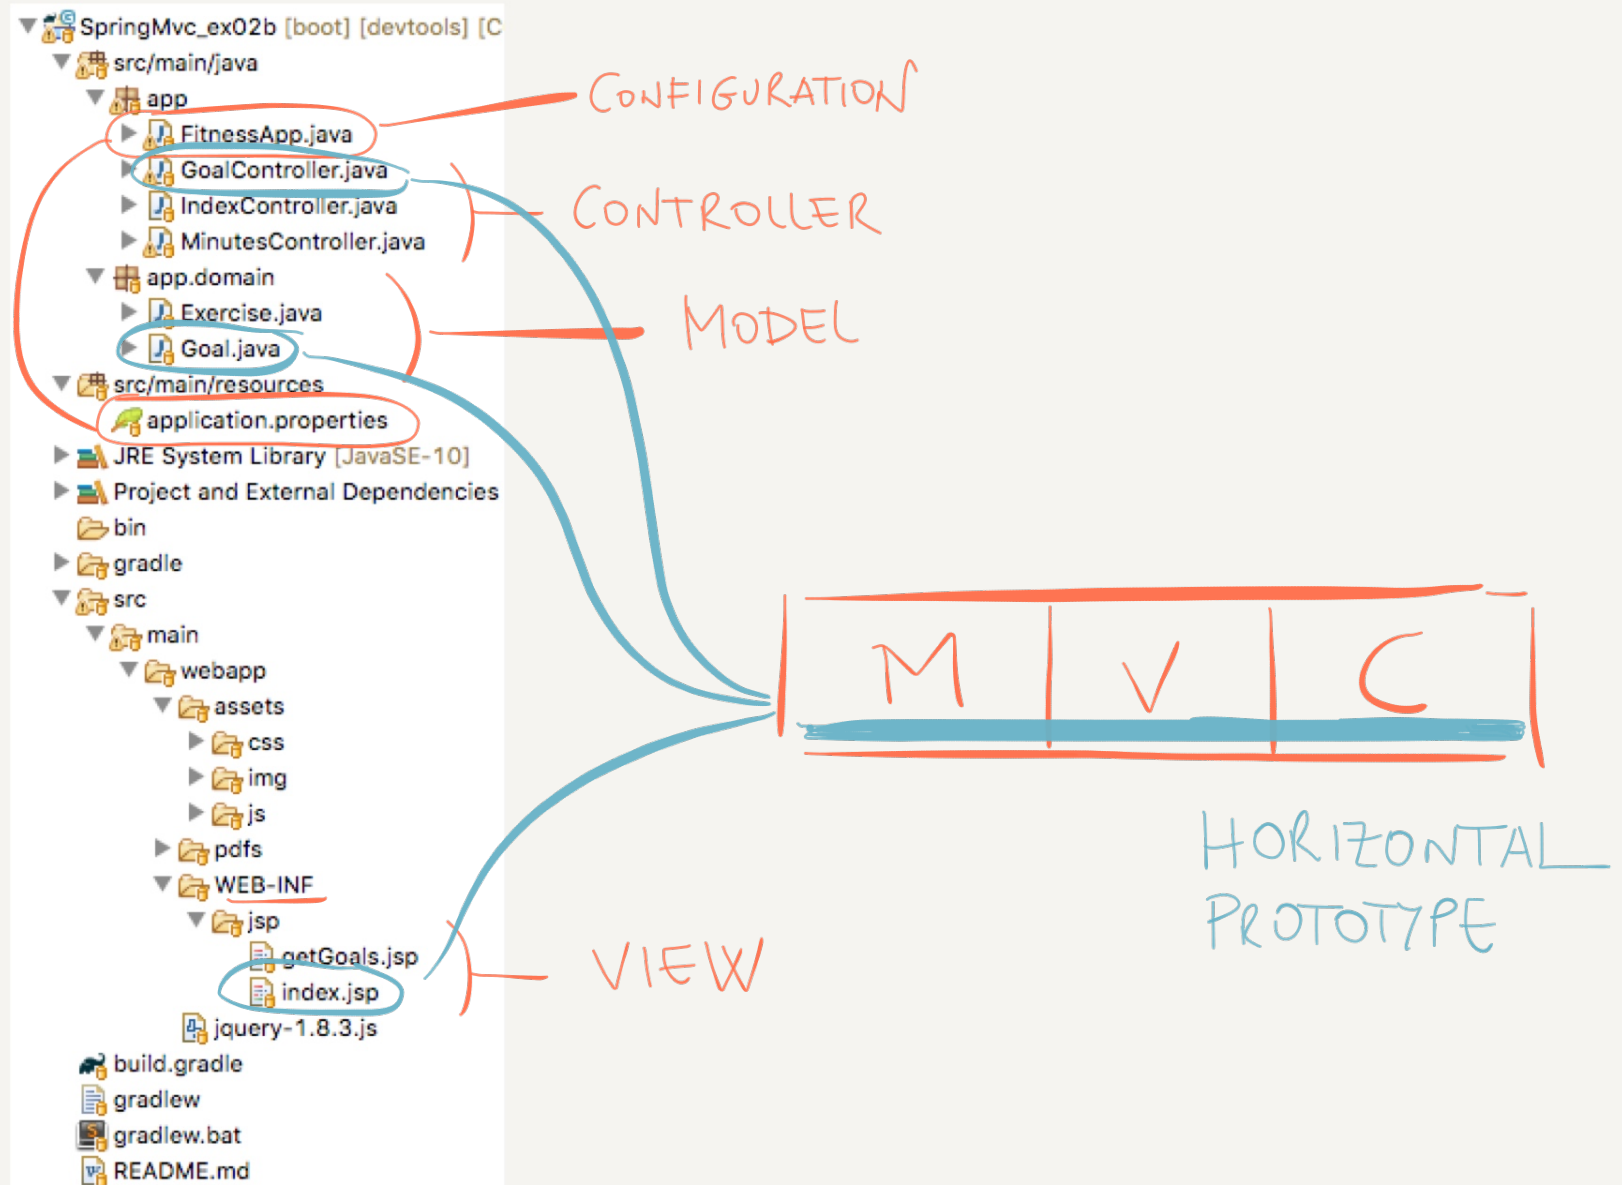 SpringMvc_ex02b [boot] [devtools] [C
src/main/java
app
FitnessApp.java
GoalController.java
IndexController.java
MinutesController.java
app.domain
Exercise.java
Goal.java
src/main/resources
application.properties
JRE System Library [JavaSE-10]
Project and External Dependencies
bin
gradle
src
main
webapp
assets
css
img
js
pdfs
WEB-INF
jsp
getGoals.jsp
index.jsp
jquery-1.8.3.js
build.gradle
gradlew
gradlew.bat
README.md
CONFIGURATION
CONTROLLER
MODEL
VIEW
M V C
HORIZONTAL
PROTOTYPE